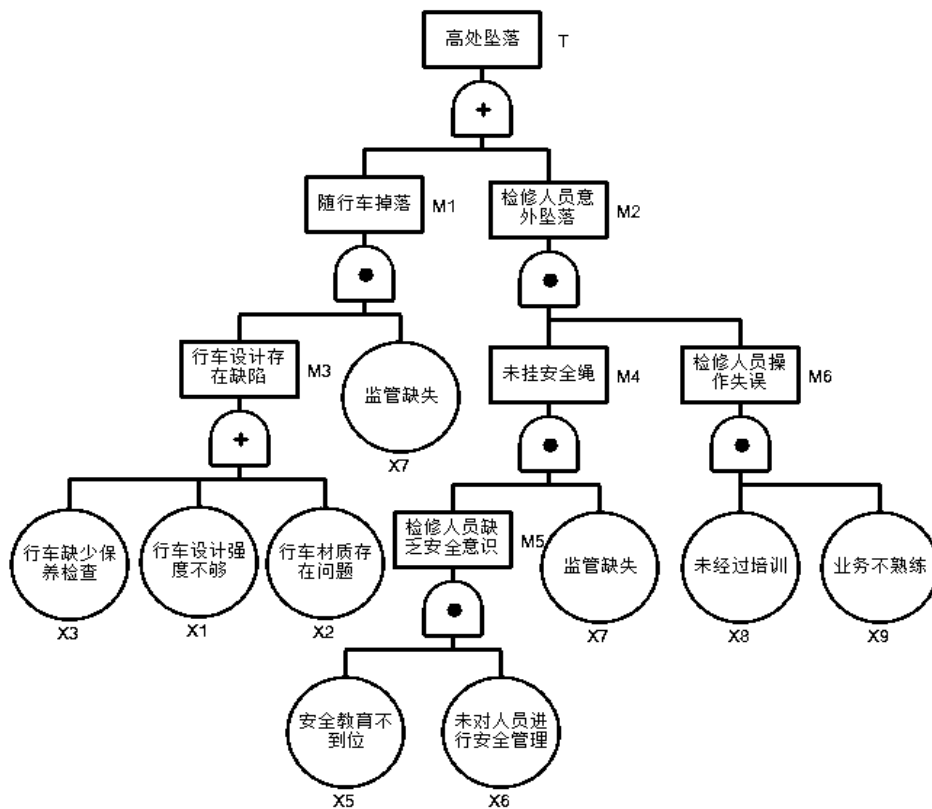 高处坠落
T
+
随行车掉落
M1
检修人员意
外坠落
M2
行车设计存
在缺陷
M3
监管缺失
X7
未挂安全绳
M4
检修人员操
作失误
M6
+
行车缺少保
养检查
X3
行车设计强
度不够
X1
行车材质存
在问题
X2
检修人员缺
乏安全意识
M5
监管缺失
X7
未经过培训
X8
业务不熟练
X9
安全教育不
到位
X5
未对人员进
行安全管理
X6